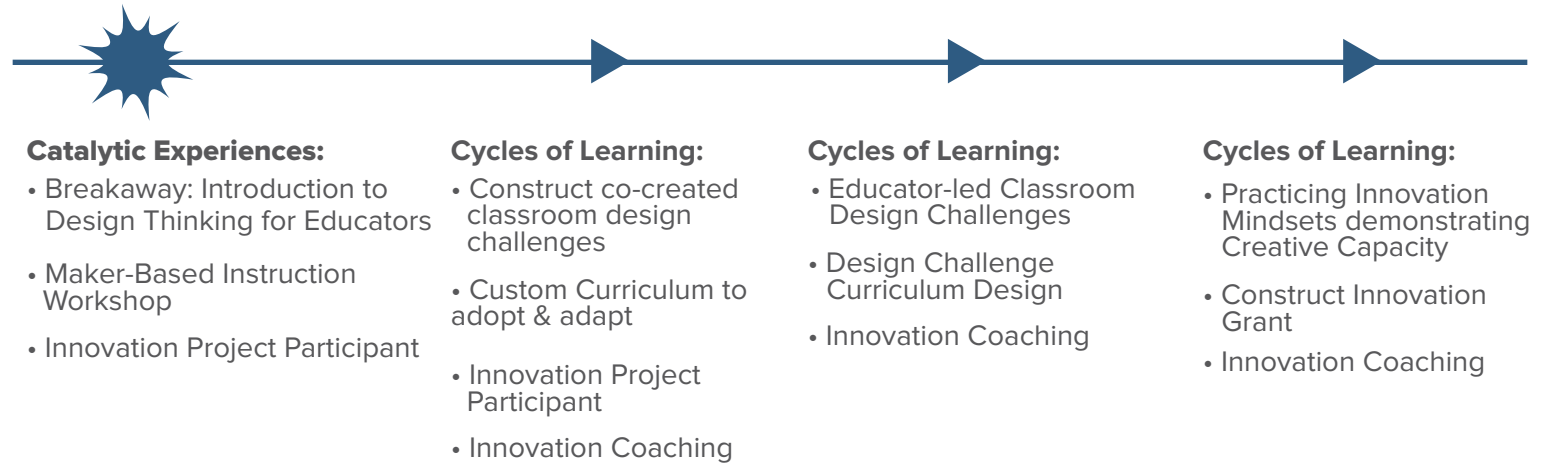 Catalytic Experiences:
• Breakaway: Introduction to
Design Thinking for Educators
• Maker-Based Instruction
Workshop
• Innovation Project Participant
Cycles of Learning:
• Construct co-created
classroom design
challenges
• Custom Curriculum to
adopt & adapt
• Innovation Project
Participant
• Innovation Coaching
Cycles of Learning:
• Educator-led Classroom
Design Challenges
• Design Challenge
Curriculum Design
• Innovation Coaching
Cycles of Learning:
• Practicing Innovation
Mindsets demonstrating
Creative Capacity
• Construct Innovation
Grant
• Innovation Coaching